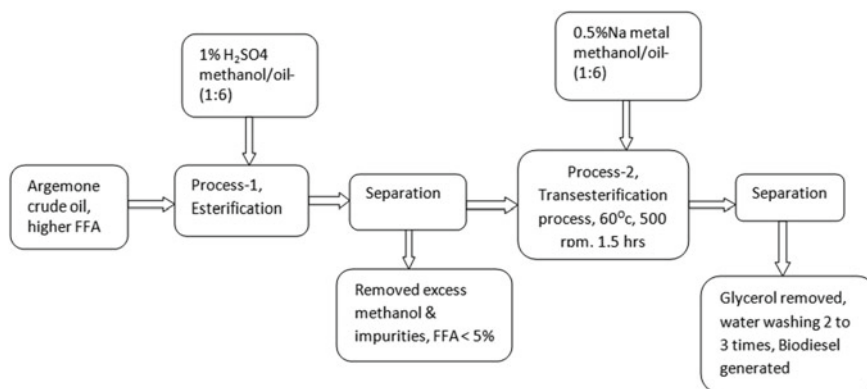 1% H₂SO4
methanol/oil-
(1:6)
0.5%Na metal
methanol/oil-
(1:6)
Argemone
crude oil,
higher FFA
Process-1,
Esterification
Separation
Process-2,
Transesterification
process, 60⁰c, 500
rpm. 1.5 hrs
Separation
Removed excess
methanol &
impurities, FFA< 5%
Glycerol removed,
water washing 2 to
3 times, Biodiesel
generated